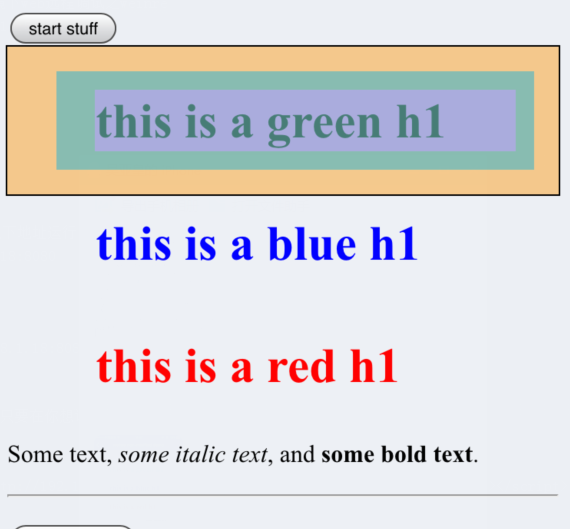 start stuff
this is a green h1
this is a blue h1
this is a red h1
Some text, some italic text, and some bold text.